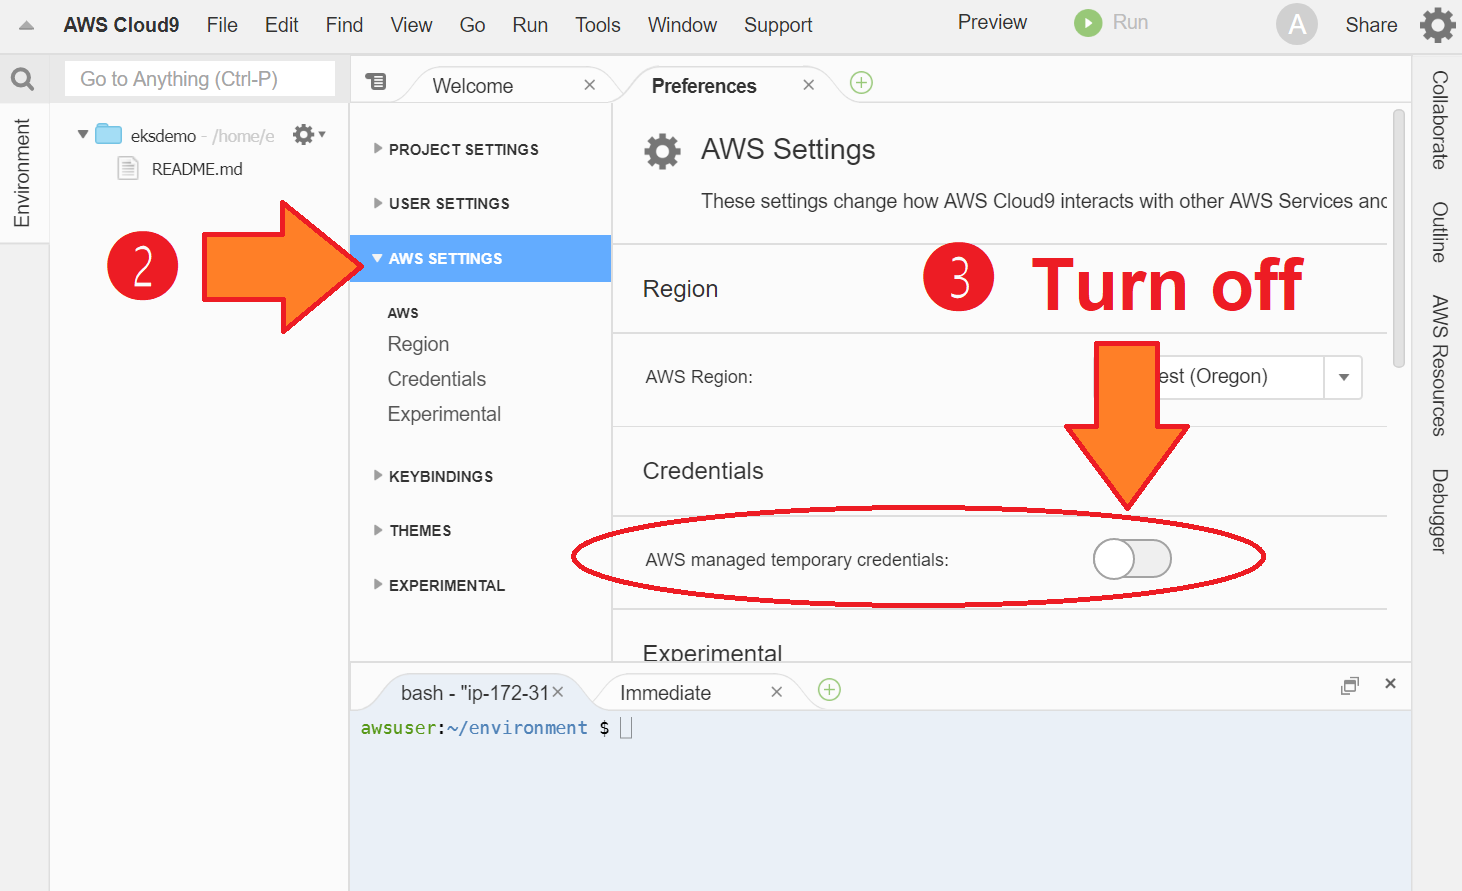 AWS Cloud9 File Edit Find View Go Run Tools Window Support Preview Run A Share
Go to Anything (Ctrl-P)
Environment
eksdemo - /home/e
README.md
Welcome
Preferences
PROJECT SETTINGS
USER SETTINGS
2
AWS SETTINGS
AWS
Region
Credentials
Experimental
KEYBINDINGS
THEMES
EXPERIMENTAL
AWS Settings
These settings change how AWS Cloud9 interacts with other AWS Services and
3 Turn off
Region
AWS Region:
est (Oregon)
Credentials
AWS managed temporary credentials:
Experimental
Collaborate
Outline
AWS Resources
Debugger
bash - "ip-172-31
Immediate
awsuser:~/environment $